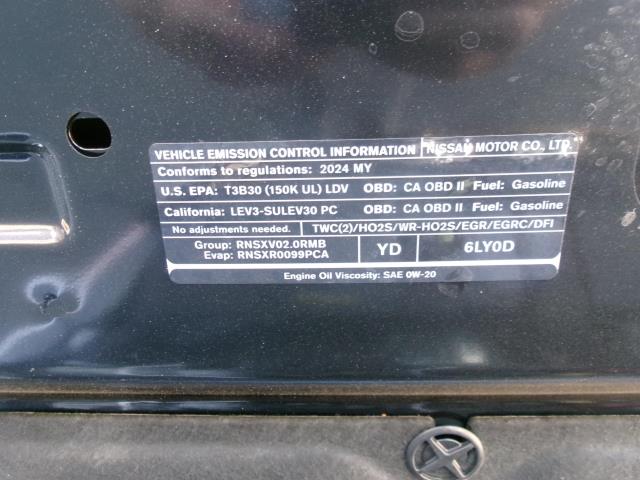 VEHICLE EMISSION CONTROL INFORMATION NISSAN MOTOR CO., LTD.
Conforms to regulations: 2024 MY
U.S. EPA: T3B30 (150K UL) LDV OBD: CA OBD II Fuel: Gasoline
California: LEV3-SULEV30 PC OBD: CA OBD II Fuel: Gasoline
No adjustments needed. TWC(2)/HO2S/WR-HO2S/EGR/EGRC/DFI
Group: RNSXV02.0RMB YD 6LY0D
Evap: RNSXR0099PCA
Engine Oil Viscosity: SAE 0W-20